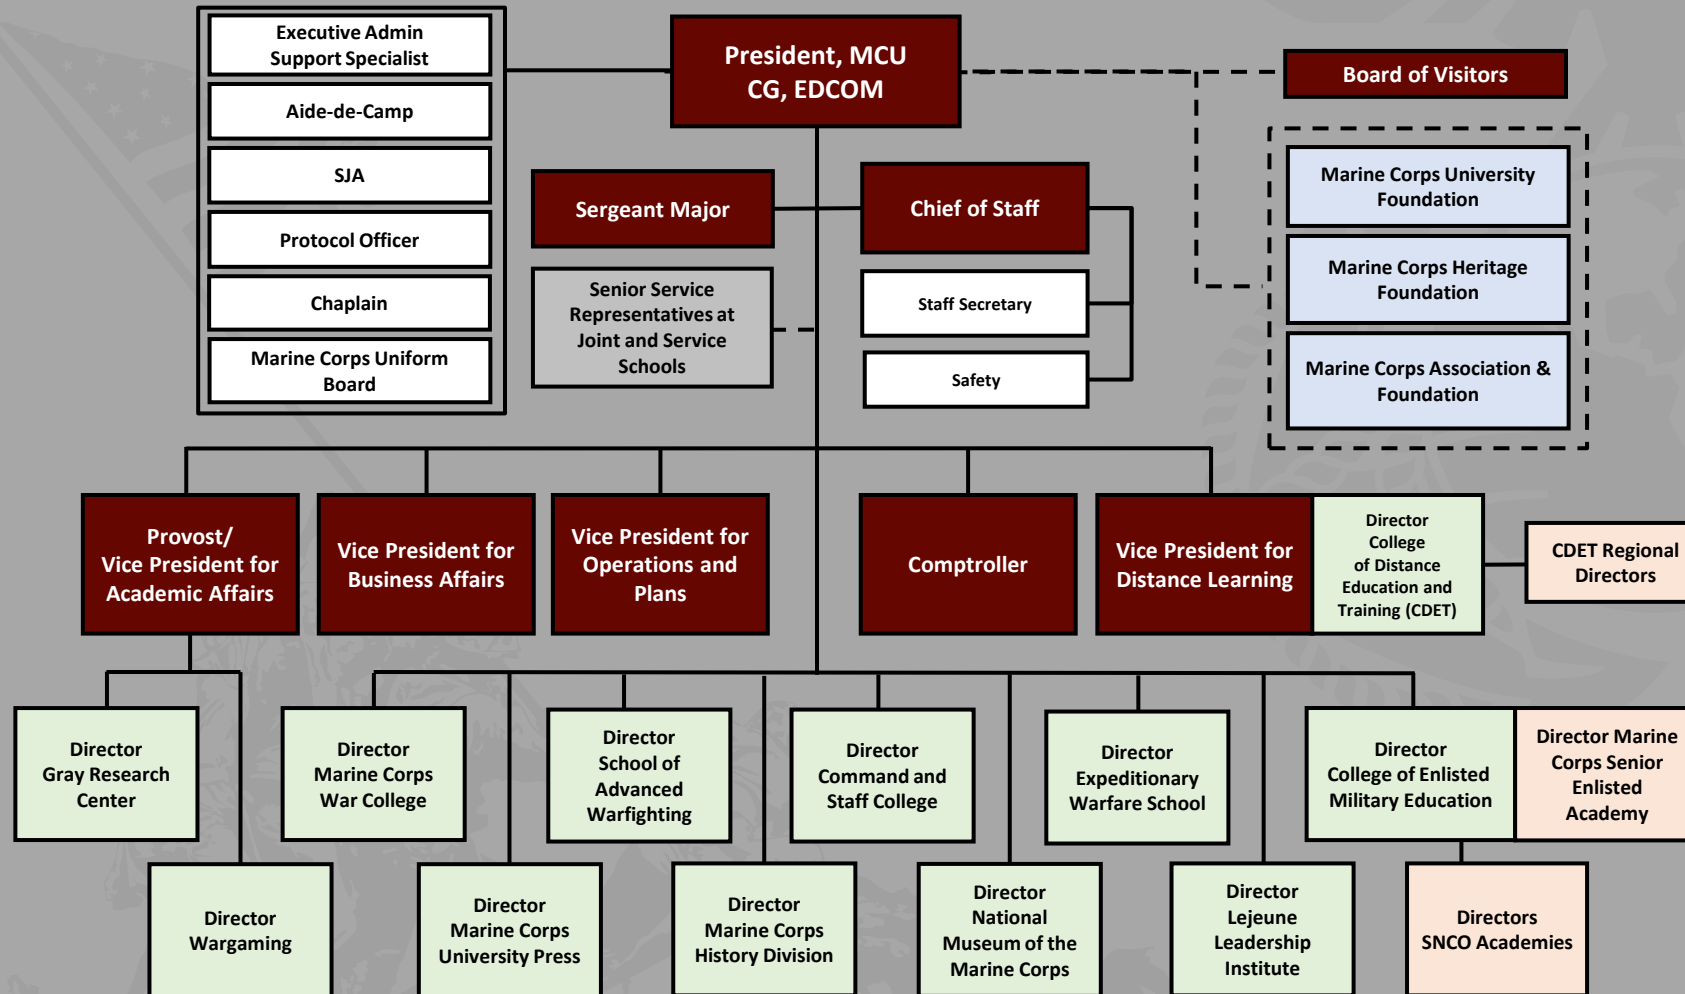 Executive Admin
Support Specialist
Aide-de-Camp
SJA
Protocol Officer
Chaplain
Marine Corps Uniform
Board
President, MCU
CG, EDCOM
Board of Visitors
Marine Corps University
Foundation
Marine Corps Heritage
Foundation
Marine Corps Association &
Foundation
Sergeant Major
Chief of Staff
Senior Service
Representatives at
Joint and Service
Schools
Staff Secretary
Safety
Provost/
Vice President for
Academic Affairs
Vice President for
Business Affairs
Vice President for
Operations and
Plans
Comptroller
Vice President for
Distance Learning
Director
College
of Distance
Education and
Training (CDET)
CDET Regional
Directors
Director
Gray Research
Center
Director
Marine Corps
War College
Director
School of
Advanced
Warfighting
Director
Command and
Staff College
Director
Expeditionary
Warfare School
Director
College of Enlisted
Military Education
Director Marine
Corps Senior
Enlisted
Academy
Director
Wargaming
Director
Marine Corps
University Press
Director
Marine Corps
History Division
Director
National
Museum of the
Marine Corps
Director
Lejeune
Leadership
Institute
Directors
SNCO Academies